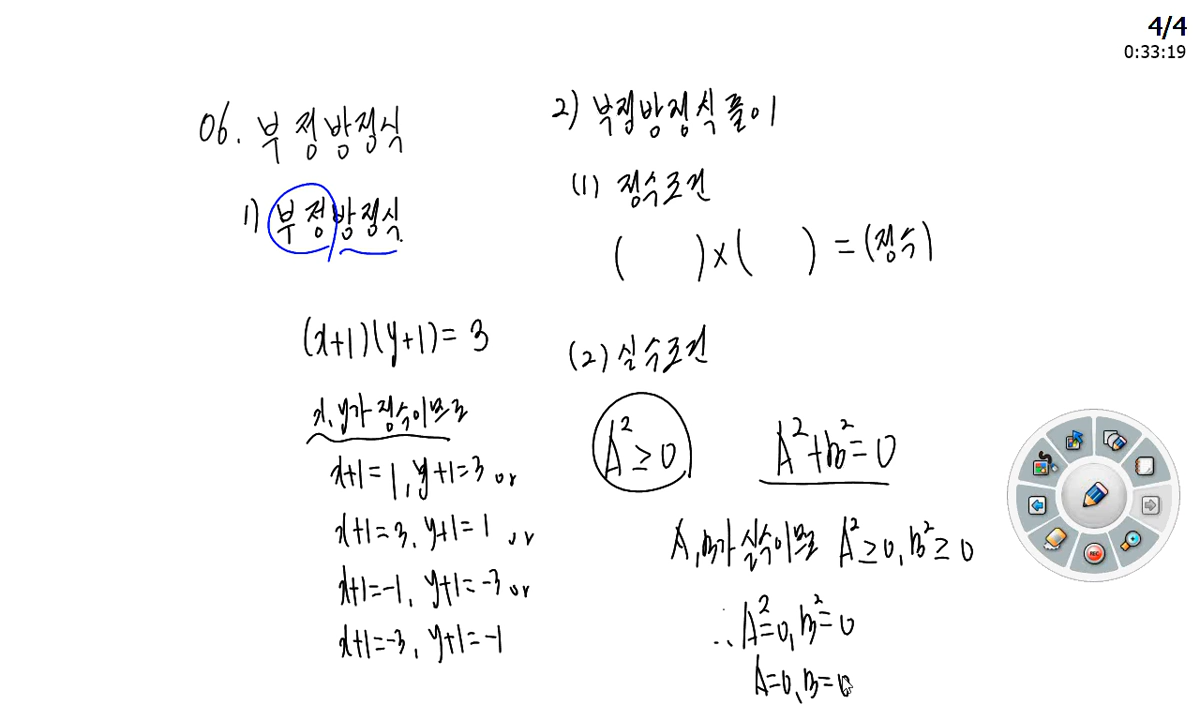 4/4
0:33:19
06. 부정방정식
1) 부정방정식
(x+1)(y+1)=3
x, y가 정수이므로
x+1=1, y+1=3 or
x+1=3, y+1=1 or
x+1=-1, y+1=-3 or
x+1=-3, y+1=-1
2) 부정방정식 풀이
(1) 정수조건
( )×( )=(정수)
(2) 실수조건
A²≥0 A²+B²=0
A, B가 실수이므로 A²≥0, B²≥0
∴ A²=0, B²=0
A=0, B=0
REC